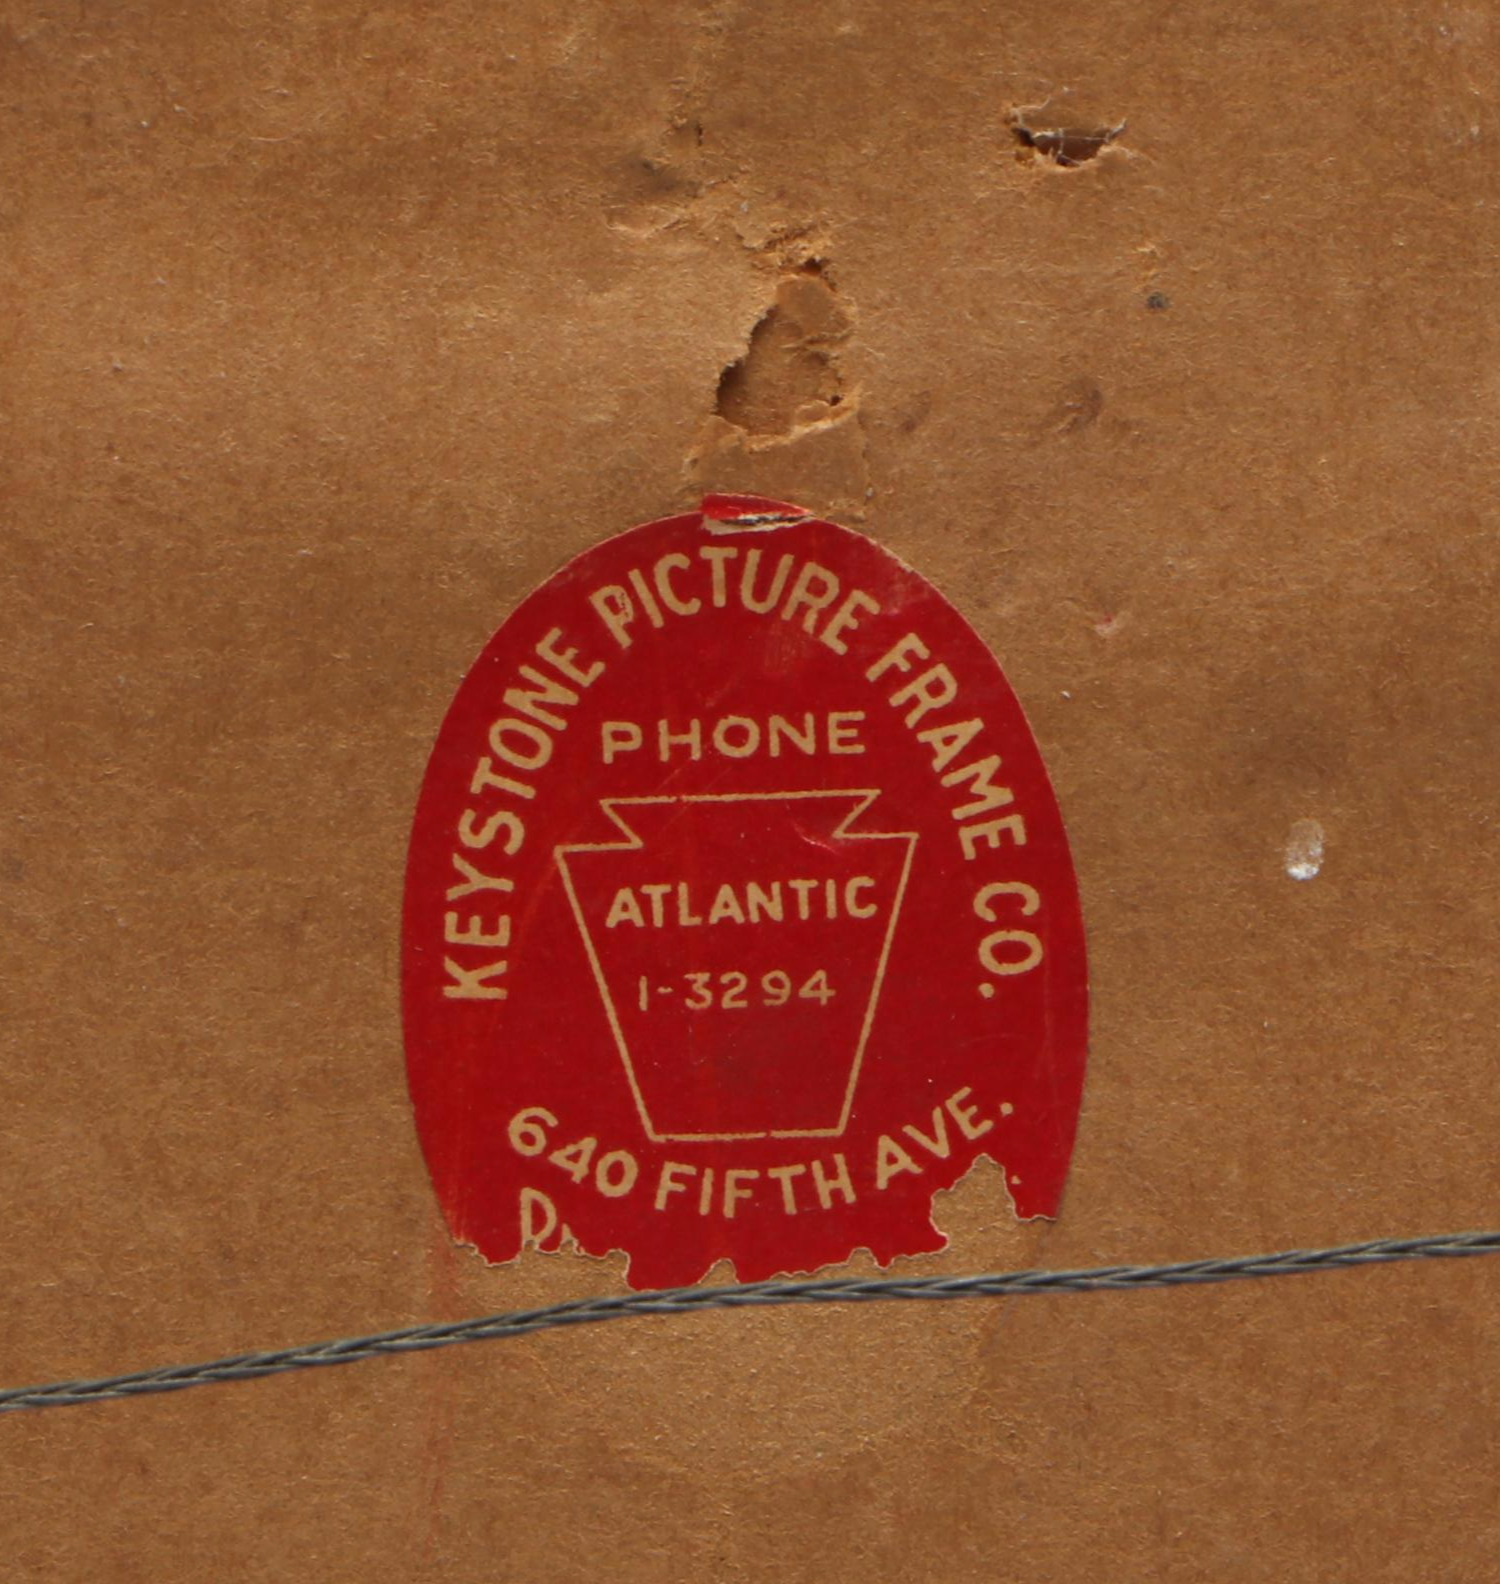 KEYSTONE PICTURE FRAME CO.
PHONE
ATLANTIC
1-3294
640 FIFTH AVE.